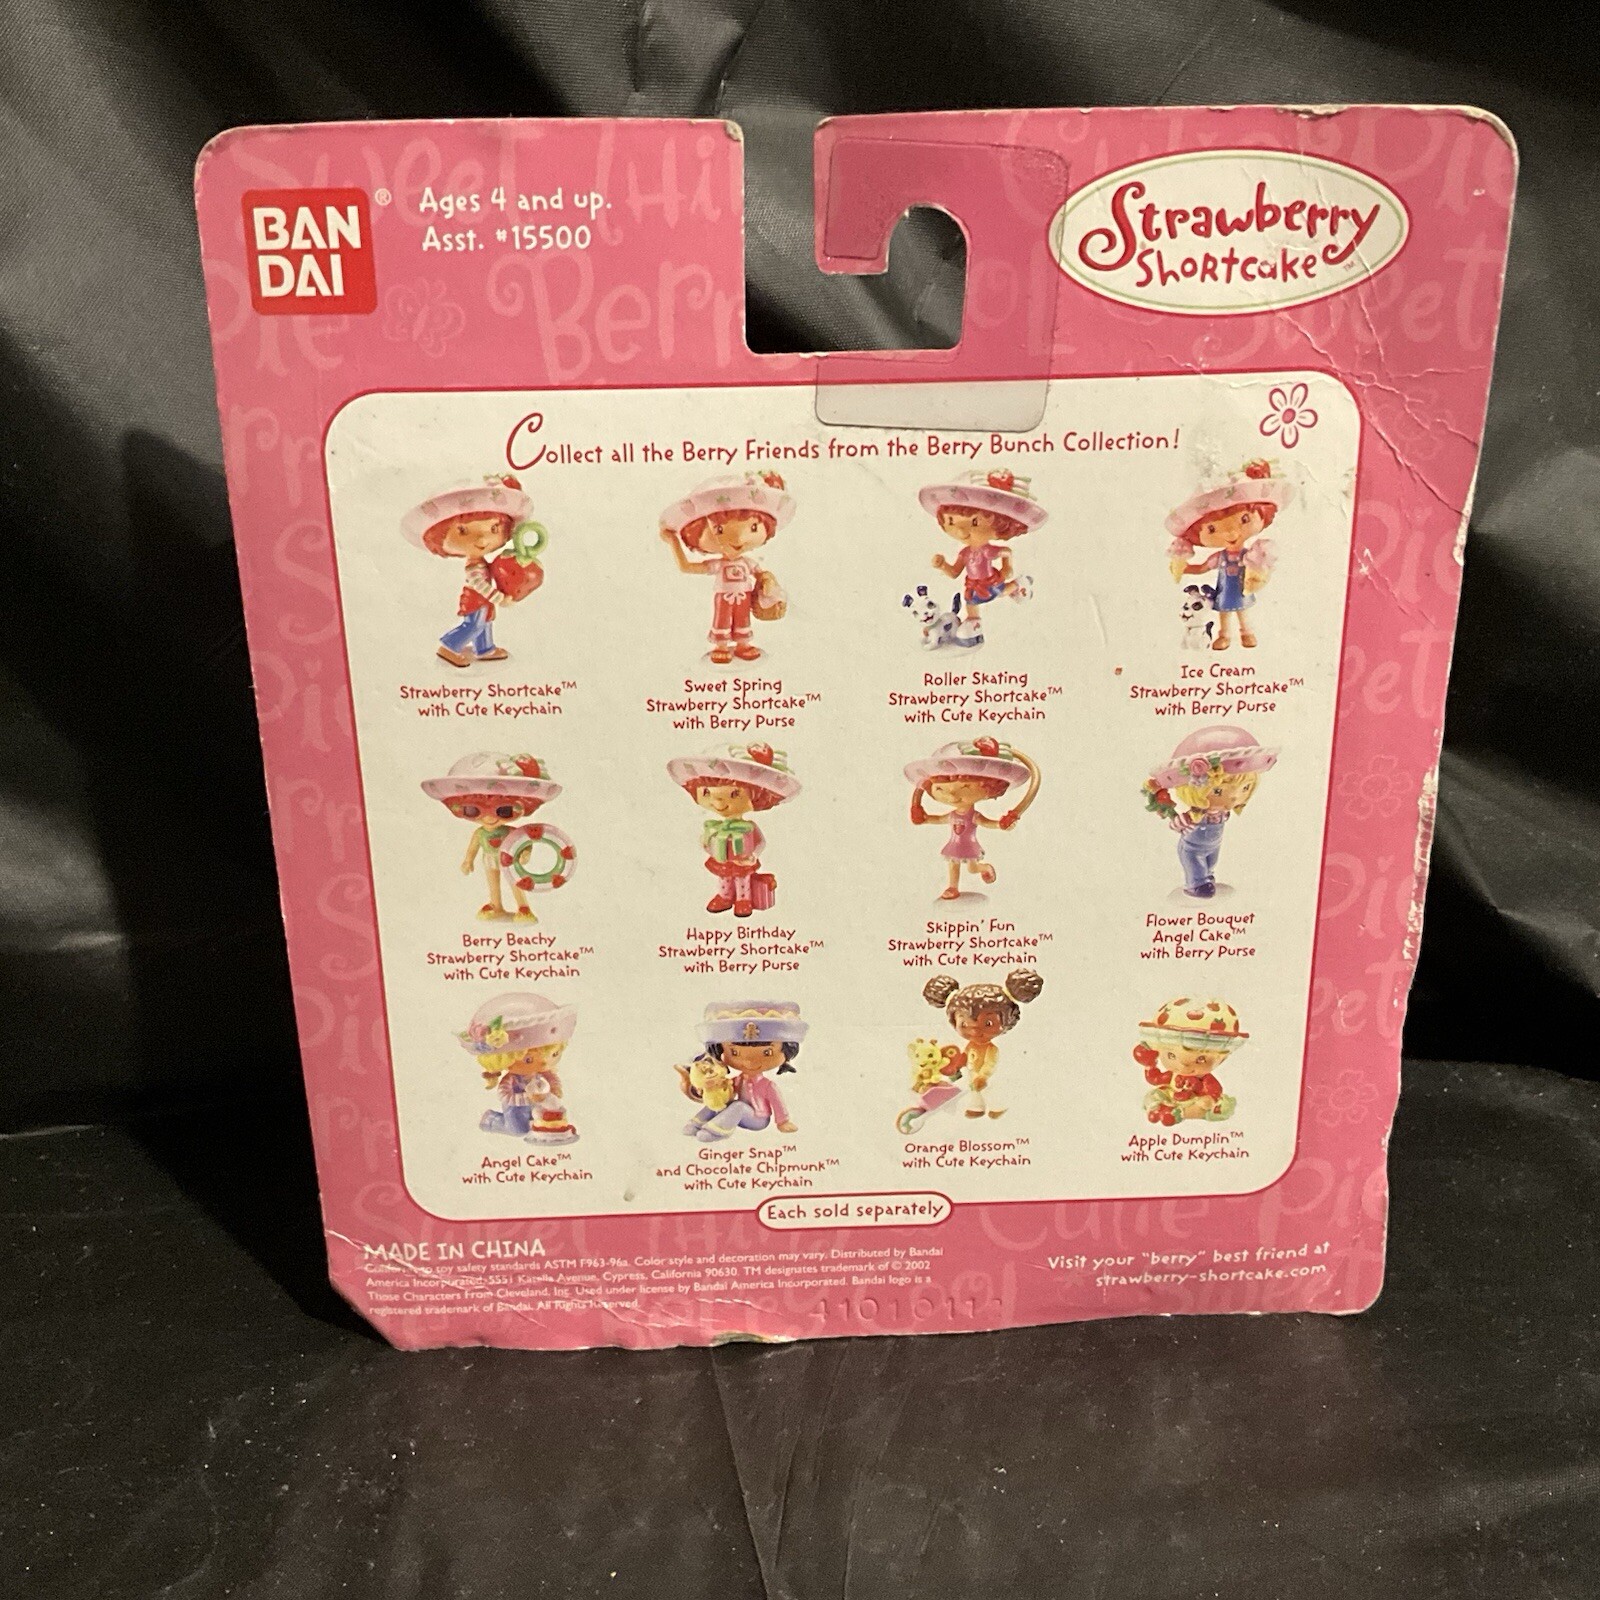 BAN
DAI
®
Ages 4 and up.
Asst. #15500
Strawberry
Shortcake™
Collect all the Berry Friends from the Berry Bunch Collection!
Strawberry Shortcake™
with Cute Keychain
Sweet Spring
Strawberry Shortcake™
with Berry Purse
Roller Skating
Strawberry Shortcake™
with Cute Keychain
Ice Cream
Strawberry Shortcake™
with Berry Purse
Berry Beachy
Strawberry Shortcake™
with Cute Keychain
Happy Birthday
Strawberry Shortcake™
with Berry Purse
Skippin' Fun
Strawberry Shortcake™
with Cute Keychain
Flower Bouquet
Angel Cake™
with Berry Purse
Angel Cake™
with Cute Keychain
Ginger Snap™
and Chocolate Chipmunk™
with Cute Keychain
Orange Blossom™
with Cute Keychain
Apple Dumplin™
with Cute Keychain
Each sold separately
MADE IN CHINA
toy safety standards ASTM F963-96a. Color style and decoration may vary. Distributed by Bandai
America Incorporated, 5551 Katella Avenue, Cypress, California 90630. TM designates trademark of © 2002
Those Characters From Cleveland, Inc. Used under license by Bandai America Incorporated. Bandai logo is a
registered trademark of Bandai. All Rights Reserved.
Visit your "berry" best friend at
strawberry-shortcake.com
4101011